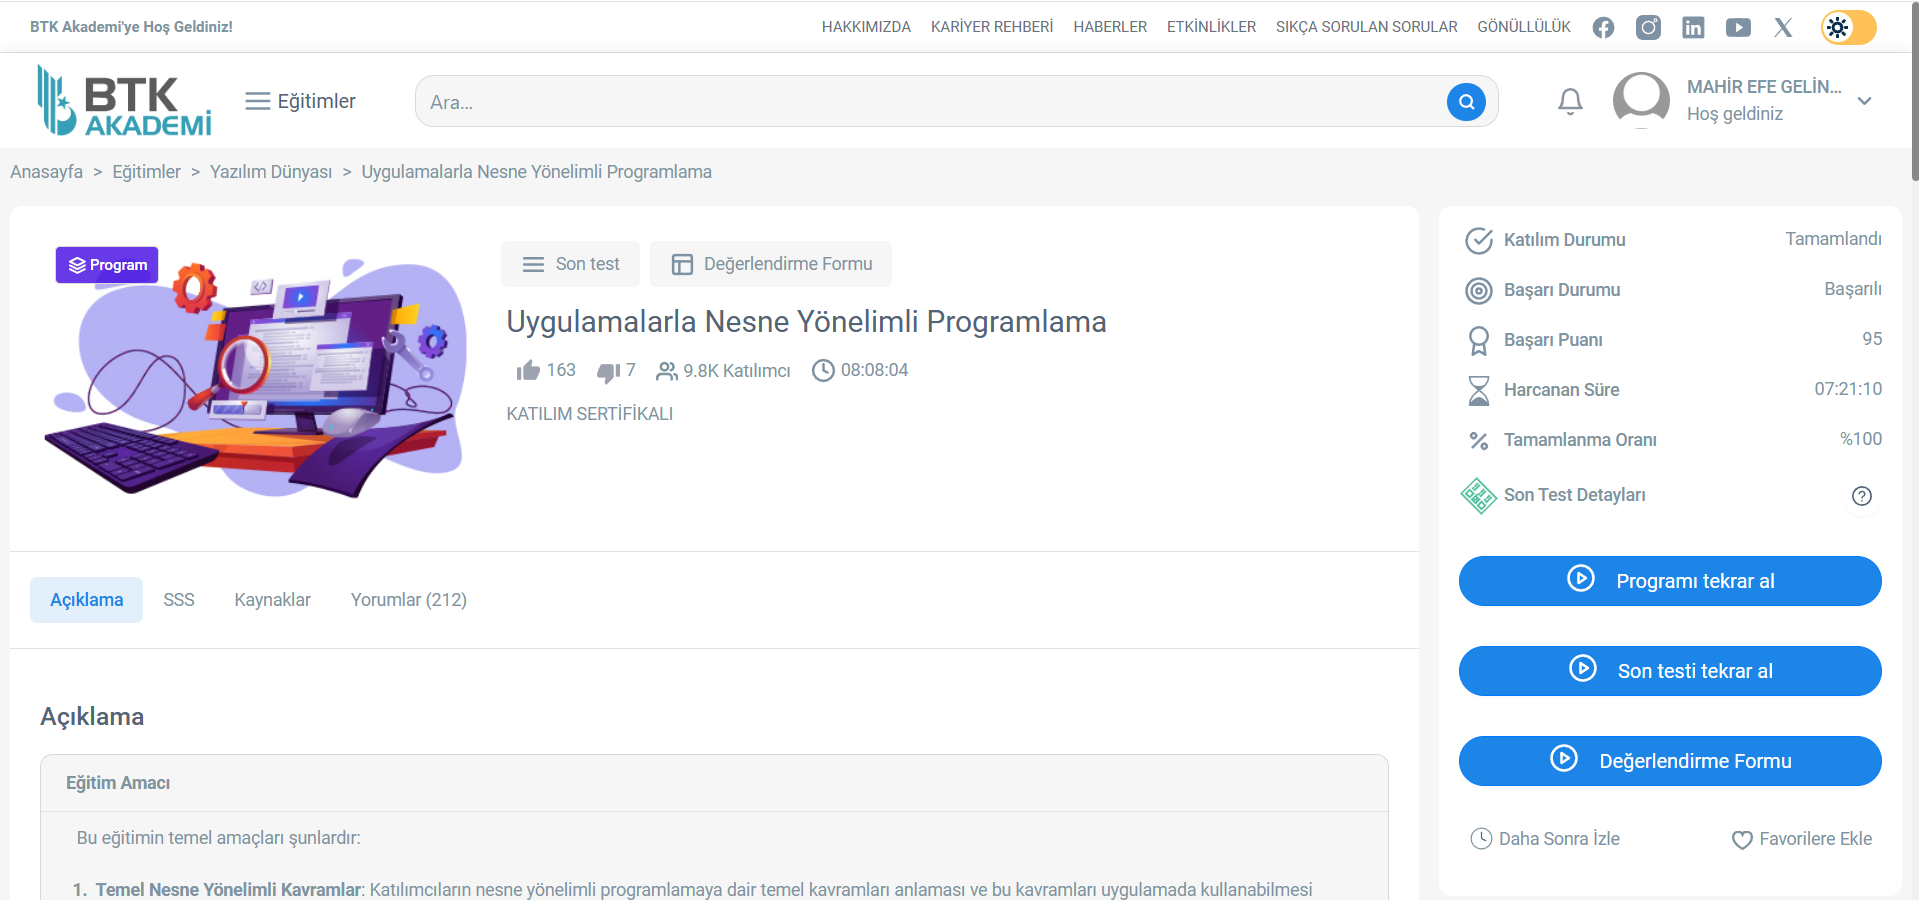 BTK Akademi'ye Hoş Geldiniz!
HAKKIMIZDA KARİYER REHBERİ HABERLER ETKİNLİKLER SIKÇA SORULAN SORULAR GÖNÜLLÜLÜK
BTK AKADEMİ
Eğitimler
Ara...
MAHİR EFE GELİN...
Hoş geldiniz
Anasayfa > Eğitimler > Yazılım Dünyası > Uygulamalarla Nesne Yönelimli Programlama
Program
Son test
Değerlendirme Formu
Uygulamalarla Nesne Yönelimli Programlama
163 7 9.8K Katılımcı 08:08:04
KATILIM SERTİFİKALI
Açıklama SSS Kaynaklar Yorumlar (212)
Açıklama
Eğitim Amacı
Bu eğitimin temel amaçları şunlardır:
1. Temel Nesne Yönelimli Kavramlar: Katılımcıların nesne yönelimli programlamaya dair temel kavramları anlaması ve bu kavramları uygulamada kullanabilmesi
Katılım Durumu Tamamlandı
Başarı Durumu Başarılı
Başarı Puanı 95
Harcanan Süre 07:21:10
Tamamlanma Oranı %100
Son Test Detayları
Programı tekrar al
Son testi tekrar al
Değerlendirme Formu
Daha Sonra İzle Favorilere Ekle